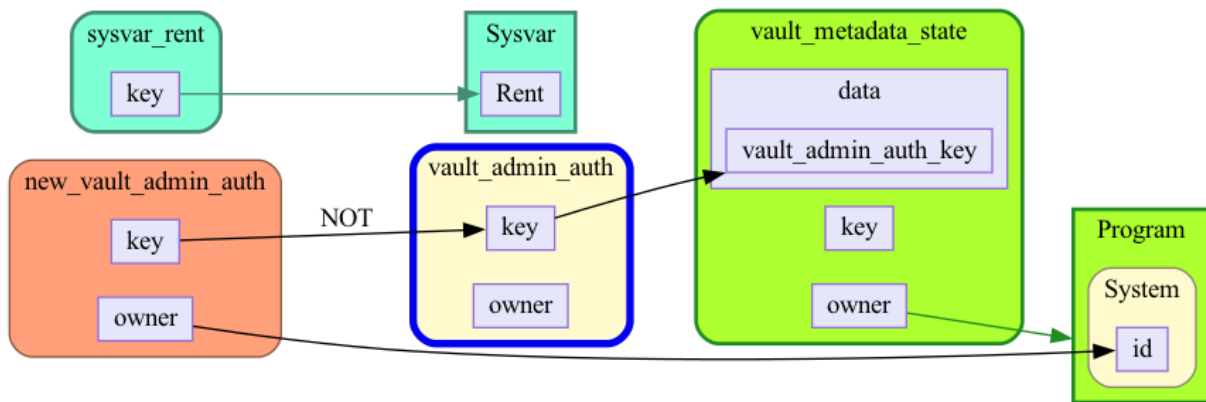 sysvar_rent
key
Sysvar
Rent
vault_metadata_state
data
vault_admin_auth_key
key
owner
new_vault_admin_auth
key
owner
NOT
vault_admin_auth
key
owner
Program
System
id